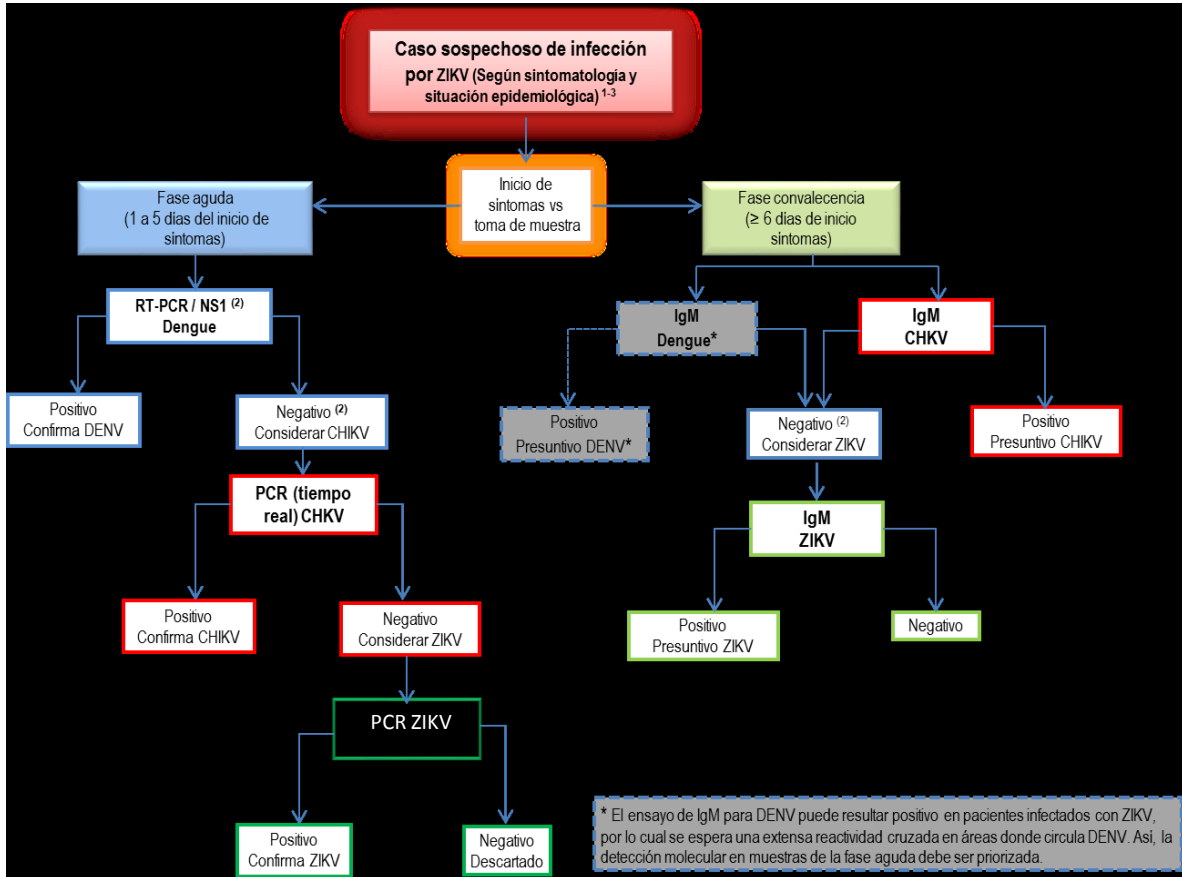 Caso sospechoso de infección
por ZIKV (Según sintomatología y
situación epidemiológica) 1-3
Inicio de
síntomas vs
toma de muestra
Fase aguda
(1 a 5 días del inicio de
síntomas)
Fase convalecencia
(≥ 6 días de inicio
síntomas)
RT-PCR / NS1 (2)
Dengue
IgM
Dengue*
IgM
CHKV
Positivo
Confirma DENV
Negativo (2)
Considerar CHIKV
Positivo
Presuntivo DENV*
Negativo (2)
Considerar ZIKV
Positivo
Presuntivo CHIKV
PCR (tiempo
real) CHKV
IgM
ZIKV
Positivo
Confirma CHIKV
Negativo
Considerar ZIKV
Positivo
Presuntivo ZIKV
Negativo
PCR ZIKV
Positivo
Confirma ZIKV
Negativo
Descartado
* El ensayo de IgM para DENV puede resultar positivo en pacientes infectados con ZIKV,
por lo cual se espera una extensa reactividad cruzada en áreas donde circula DENV. Así, la
detección molecular en muestras de la fase aguda debe ser priorizada.